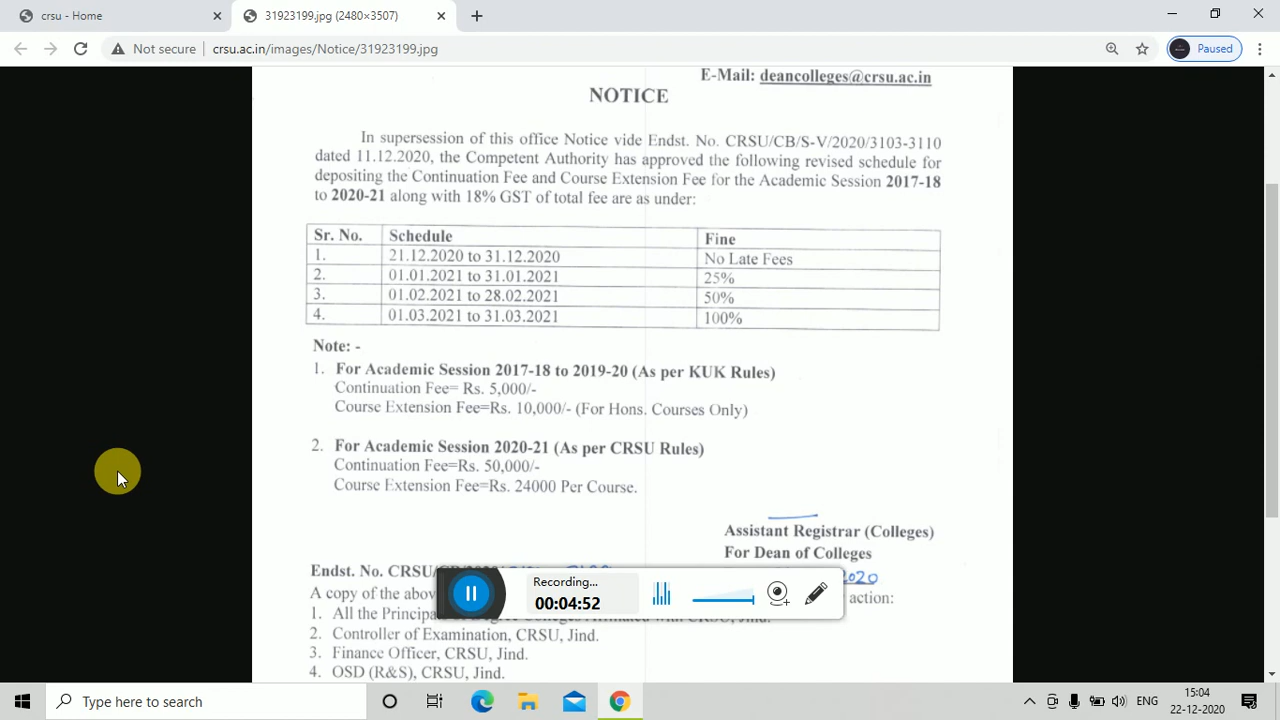 crsu - Home
31923199.jpg (2480×3507)
Not secure
crsu.ac.in/images/Notice/31923199.jpg
Paused
E-Mail: deancolleges@crsu.ac.in
NOTICE
In supersession of this office Notice vide Endst. No. CRSU/CB/S-V/2020/3103-3110
dated 11.12.2020, the Competent Authority has approved the following revised schedule for
depositing the Continuation Fee and Course Extension Fee for the Academic Session 2017-18
to 2020-21 along with 18% GST of total fee are as under:
Sr. No. Schedule Fine
1. 21.12.2020 to 31.12.2020 No Late Fees
2. 01.01.2021 to 31.01.2021 25%
3. 01.02.2021 to 28.02.2021 50%
4. 01.03.2021 to 31.03.2021 100%
Note: -
1. For Academic Session 2017-18 to 2019-20 (As per KUK Rules)
Continuation Fee= Rs. 5,000/-
Course Extension Fee=Rs. 10,000/- (For Hons. Courses Only)
2. For Academic Session 2020-21 (As per CRSU Rules)
Continuation Fee=Rs. 50,000/-
Course Extension Fee=Rs. 24000 Per Course.
Assistant Registrar (Colleges)
For Dean of Colleges
Endst. No. 2020
A copy of the action:
1. All the CRSU, Jind.
2. Controller of Examination, CRSU, Jind.
3. Finance Officer, CRSU, Jind.
4. OSD (R&S), CRSU, Jind.
Recording...
00:04:52
Type here to search
ENG
15:04
22-12-2020